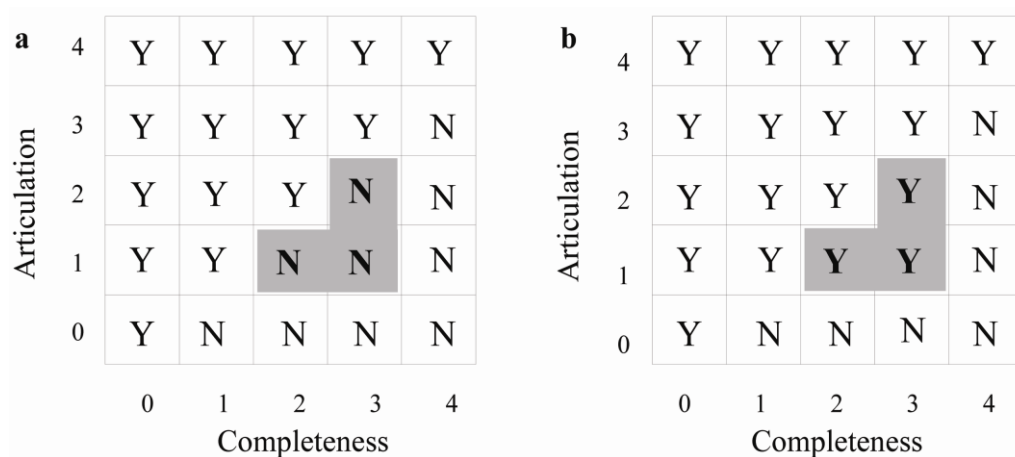 a
4 Y Y Y Y Y
3 Y Y Y Y N
2 Y Y Y N N
1 Y Y N N N
0 Y N N N N
0 1 2 3 4
Articulation
Completeness
b
4 Y Y Y Y Y
3 Y Y Y Y N
2 Y Y Y Y N
1 Y Y Y Y N
0 Y N N N N
0 1 2 3 4
Articulation
Completeness